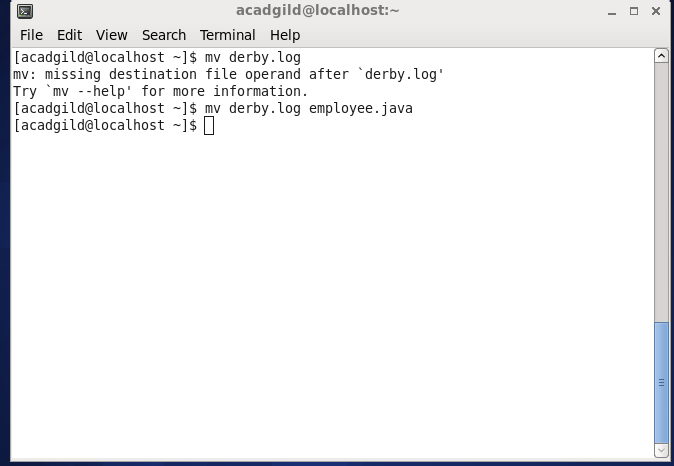 acadgild@localhost:~
File Edit View Search Terminal Help
[acadgild@localhost ~]$ mv derby.log
mv: missing destination file operand after `derby.log'
Try `mv --help' for more information.
[acadgild@localhost ~]$ mv derby.log employee.java
[acadgild@localhost ~]$